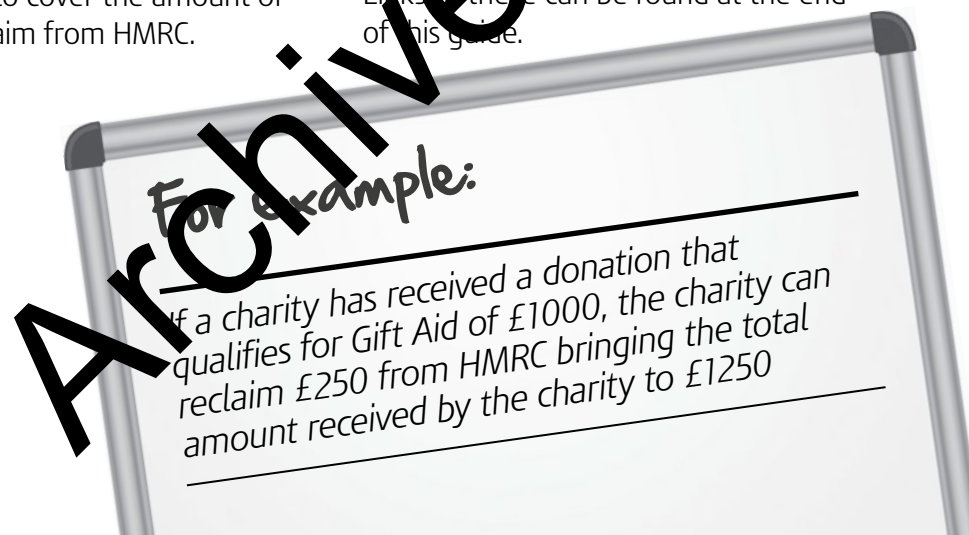 to cover the amount of
aim from HMRC.
can be found at the end
of this guide.
Archive
For example:
If a charity has received a donation that
qualifies for Gift Aid of £1000, the charity can
reclaim £250 from HMRC bringing the total
amount received by the charity to £1250